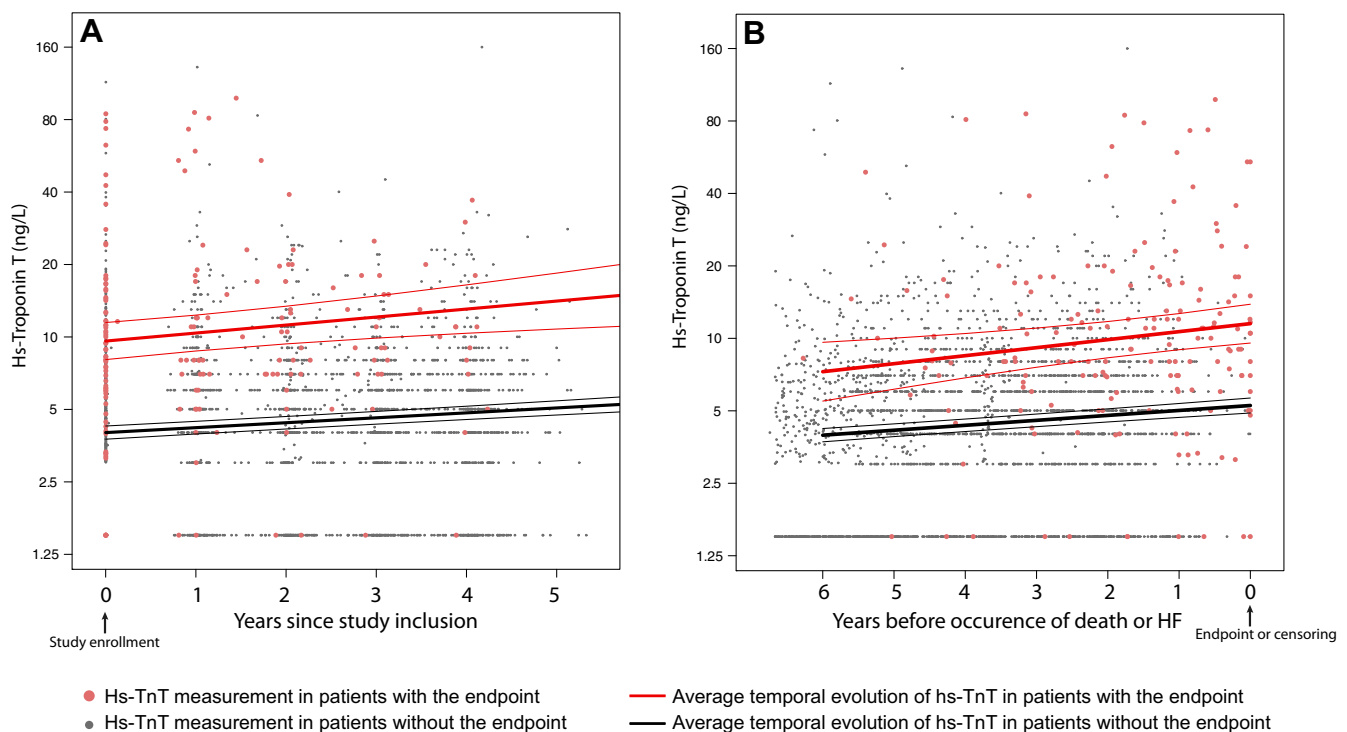 A
Hs-Troponin T (ng/L)
160
80
40
20
10
5
2.5
1.25
0 1 2 3 4 5
Years since study inclusion
Study enrollment
B
Hs-Troponin T (ng/L)
160
80
40
20
10
5
2.5
1.25
6 5 4 3 2 1 0
Years before occurence of death or HF
Endpoint or censoring
Hs-TnT measurement in patients with the endpoint
Hs-TnT measurement in patients without the endpoint
Average temporal evolution of hs-TnT in patients with the endpoint
Average temporal evolution of hs-TnT in patients without the endpoint